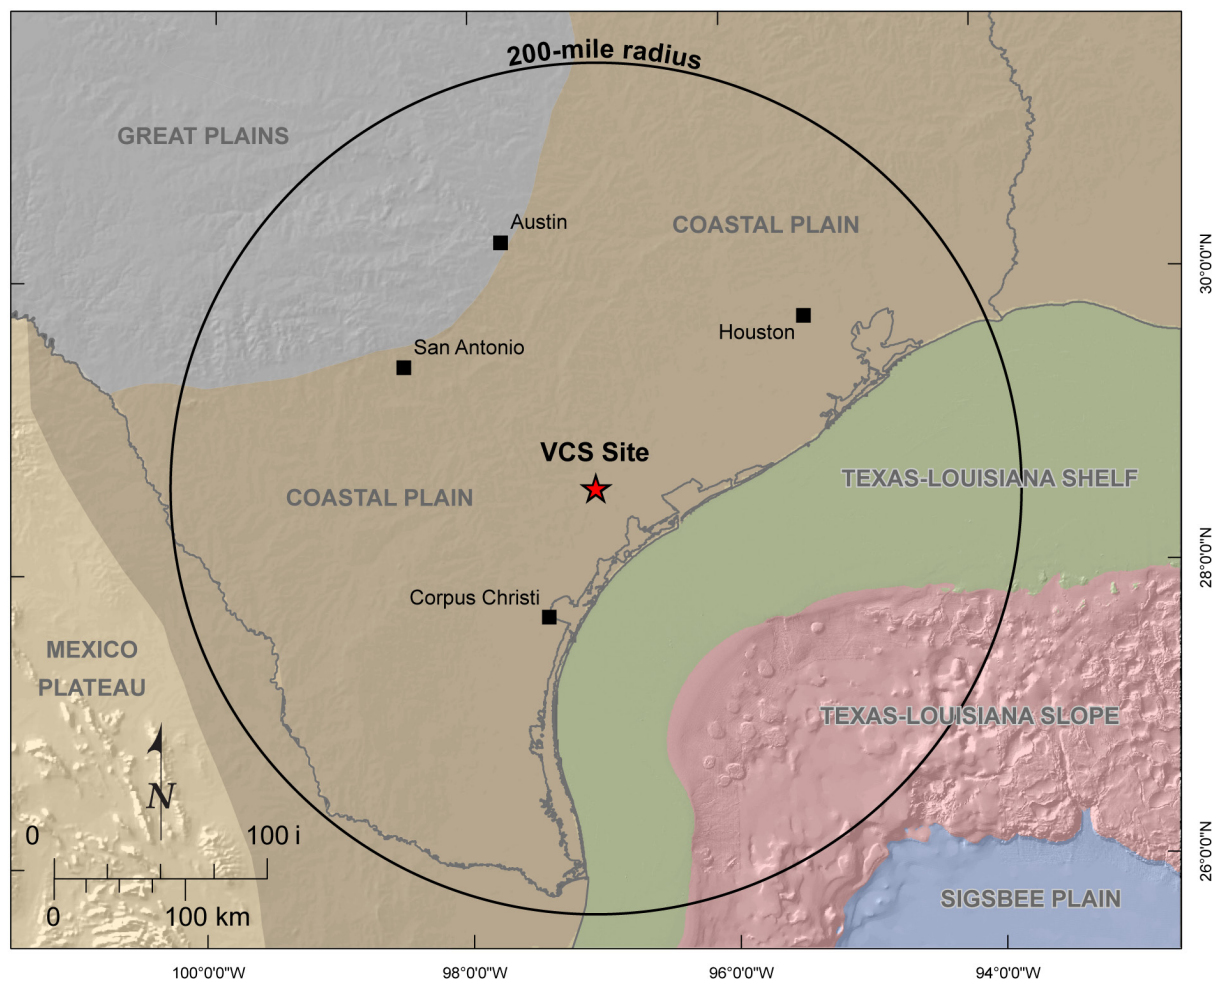 200-mile radius
GREAT PLAINS
Austin
COASTAL PLAIN
30°0'0"N
Houston
San Antonio
VCS Site
TEXAS-LOUISIANA SHELF
COASTAL PLAIN
28°0'0"N
Corpus Christi
MEXICO
PLATEAU
TEXAS-LOUISIANA SLOPE
N
0 100 i
26°0'0"N
SIGSBEE PLAIN
0 100 km
100°0'0"W 98°0'0"W 96°0'0"W 94°0'0"W